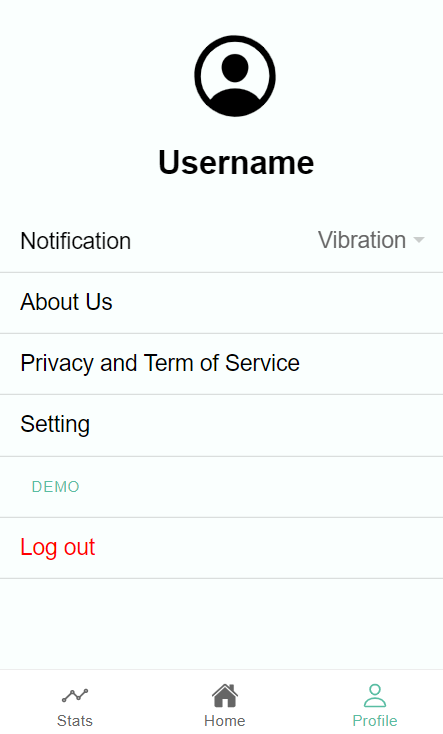 Username
Notification Vibration
About Us
Privacy and Term of Service
Setting
DEMO
Log out
Stats Home Profile